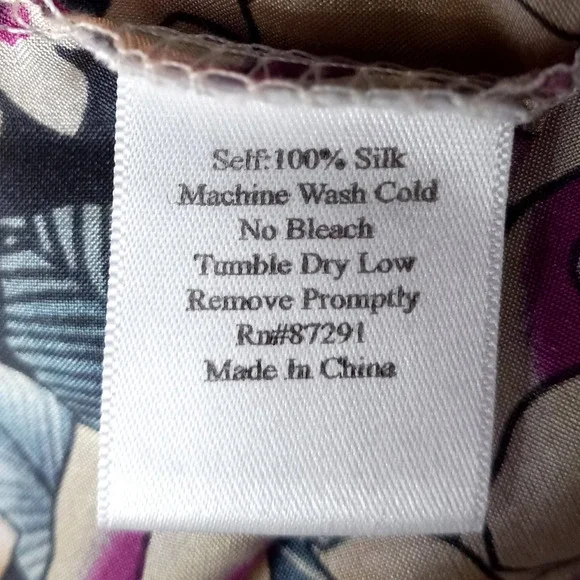 Self:100% Silk
Machine Wash Cold
No Bleach
Tumble Dry Low
Remove Promptly
Rn#87291
Made In China